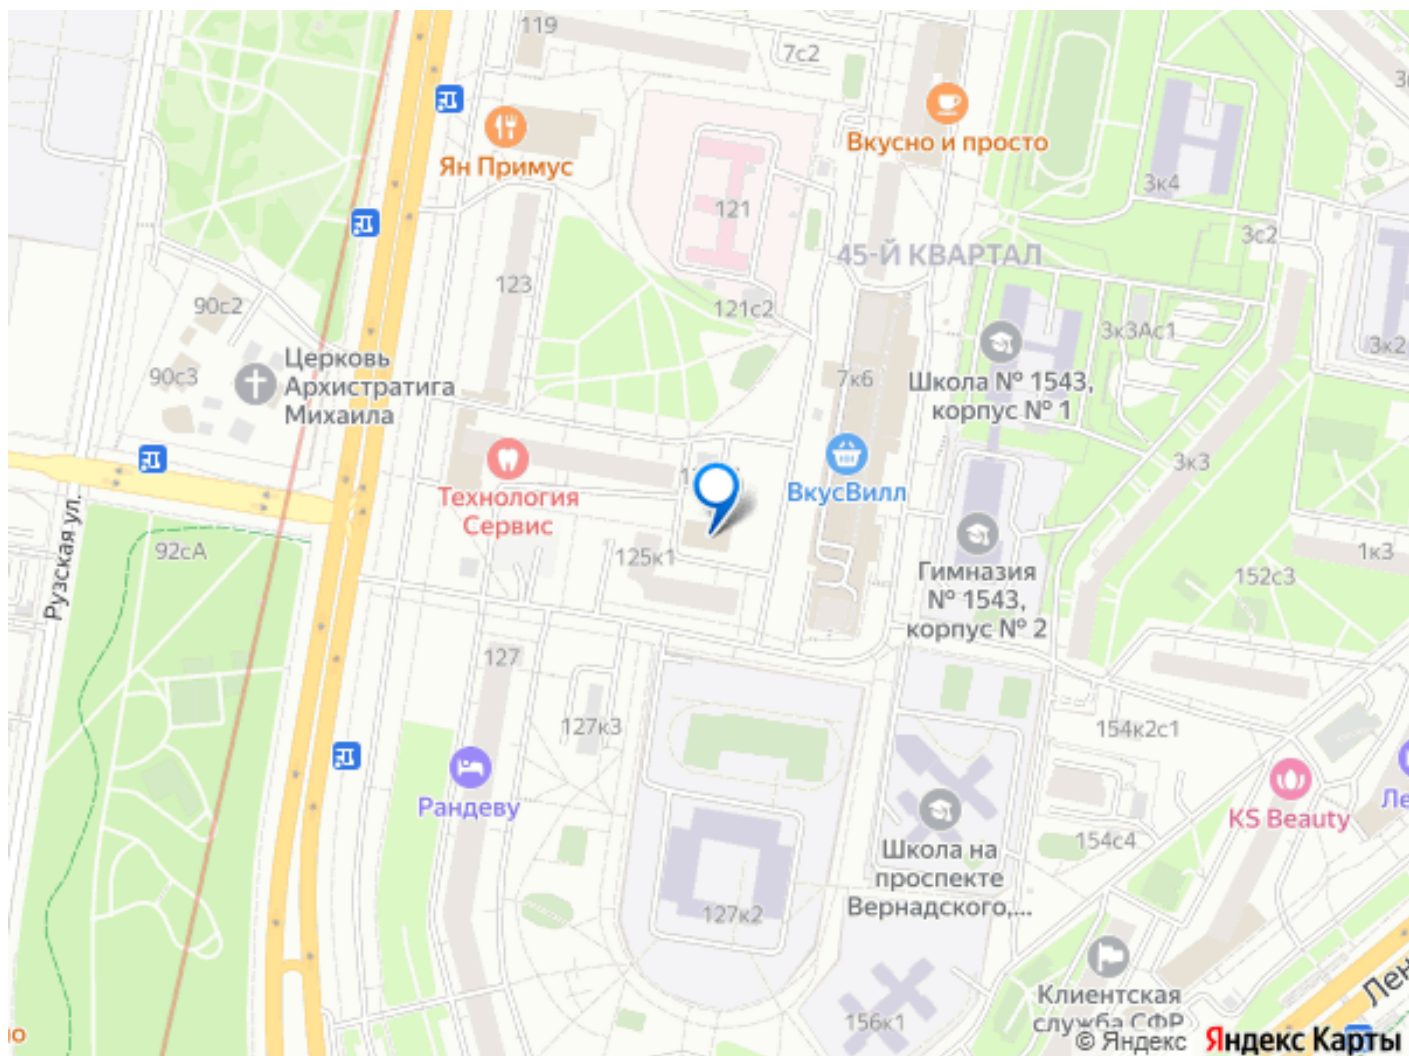 119
7с2
Ян Примус
Вкусно и просто
3к4
121
3с2
45-Й КВАРТАЛ
123
90с2
121с2
3к3Ас1
3к2
Церковь
Архистратига
Михаила
90с3
7к6
Школа № 1543,
корпус № 1
3к3
Технология
Сервис
ВкусВилл
Рузская ул.
92сА
125к1
Гимназия
№ 1543,
корпус № 2
1к3
152с3
127
127к3
154к2с1
Рандеву
KS Beauty
Ле
154с4
Школа на
проспекте
Вернадского,...
127к2
Клиентская
служба СФР
156к1
Лен
© Яндекс
Яндекс Карты